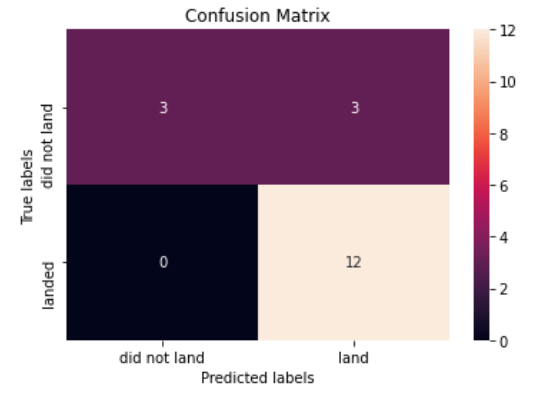 Confusion Matrix
True labels
did not land
landed
3 3
0 12
did not land land
Predicted labels
12
10
8
6
4
2
0